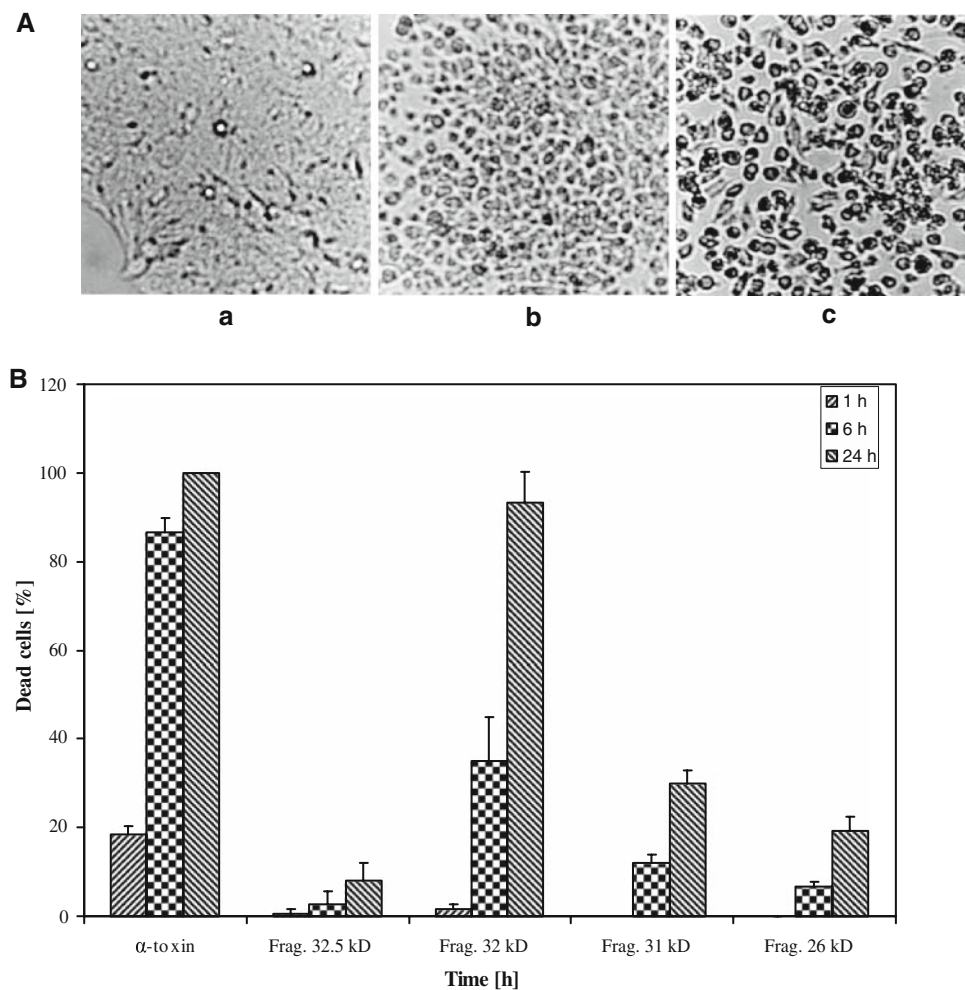 A
a b c
B
120
100
80
60
40
20
0
Dead cells [%]
1 h
6 h
24 h
α-toxin Frag. 32.5 kD Frag. 32 kD Frag. 31 kD Frag. 26 kD
Time [h]